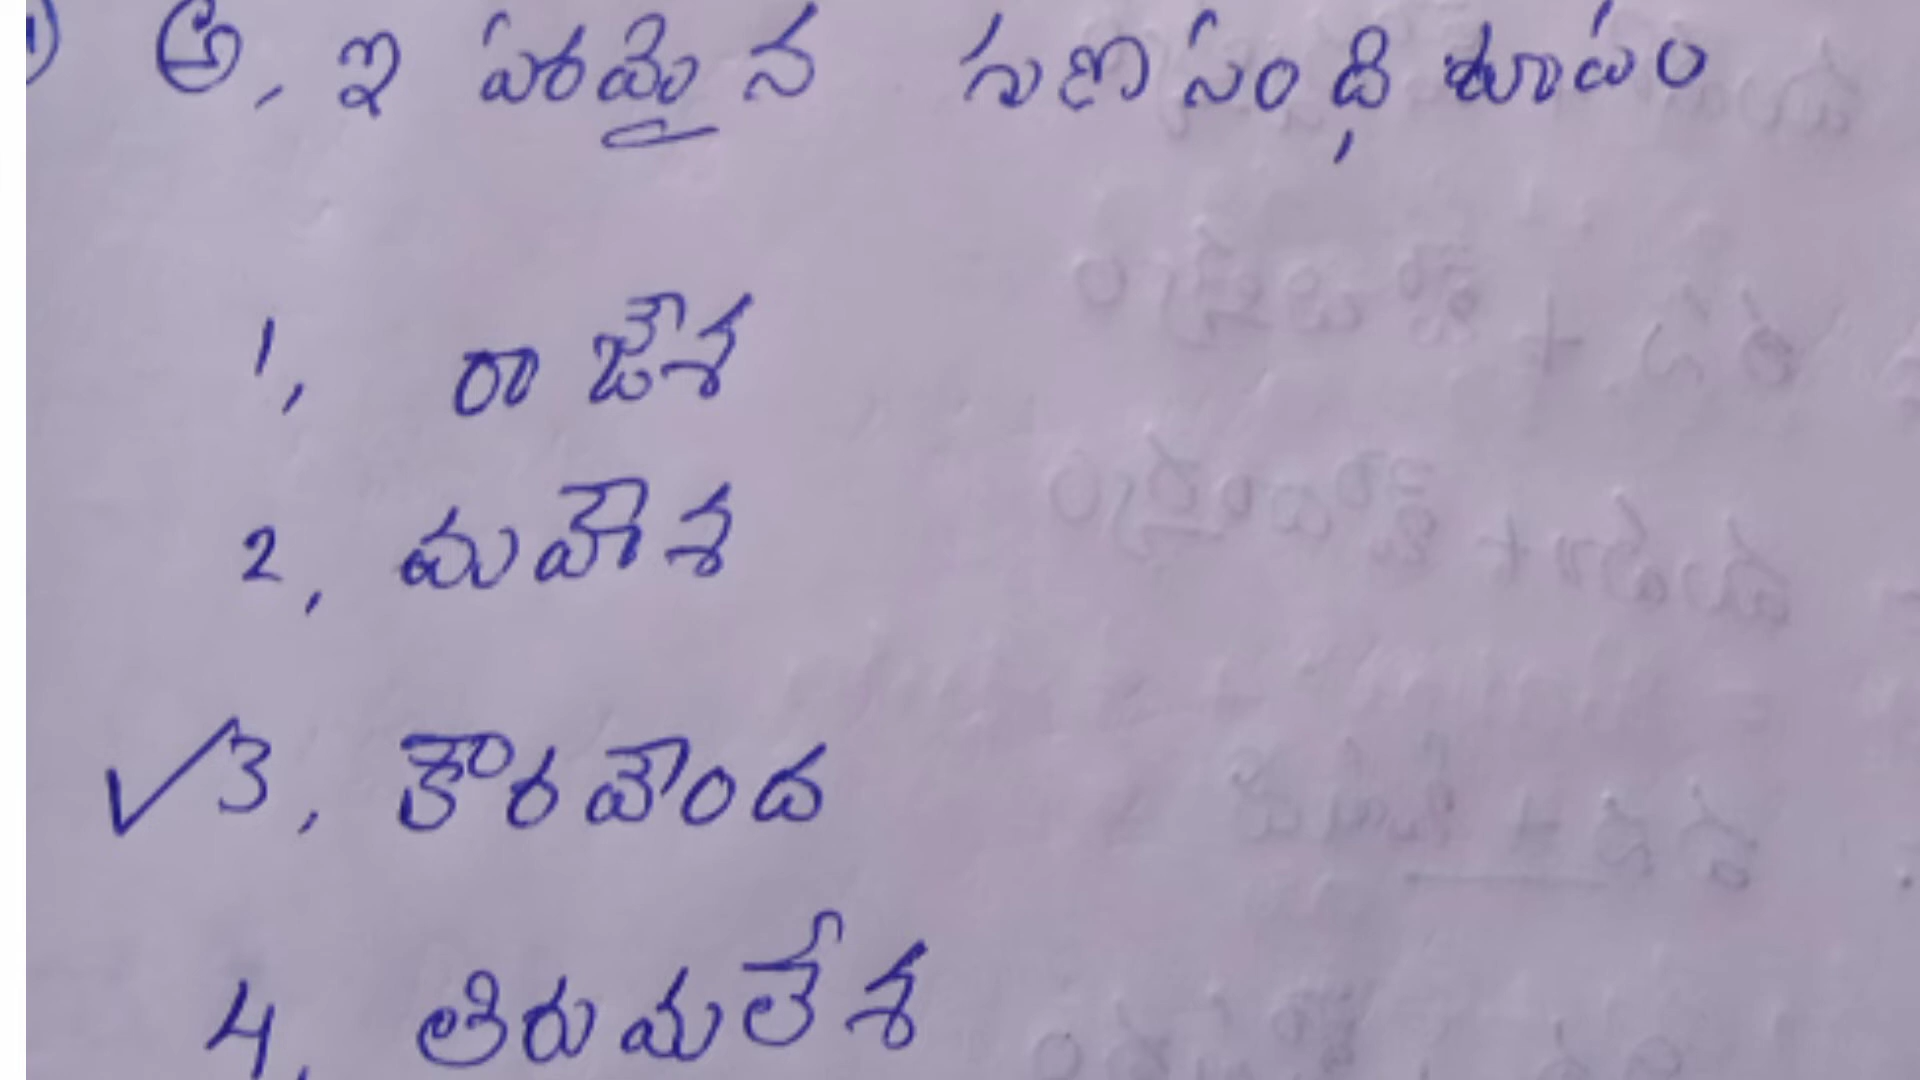 అ, ఇ పరమైన గుణసంధి రూపం
1, రాజేశ
2, మహేశ
3, కౌరవేంద
4, తిరుమలేశ